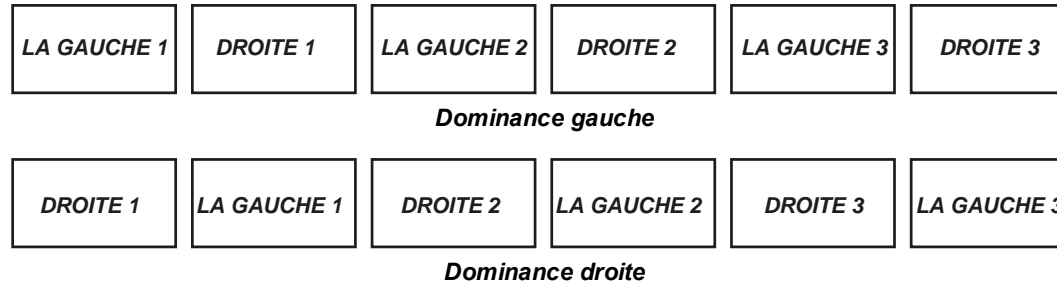 LA GAUCHE 1 DROITE 1 LA GAUCHE 2 DROITE 2 LA GAUCHE 3 DROITE 3
Dominance gauche
DROITE 1 LA GAUCHE 1 DROITE 2 LA GAUCHE 2 DROITE 3 LA GAUCHE 3
Dominance droite